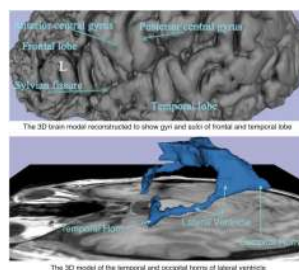 Anterior central gyrus
Posterior central gyrus
Frontal lobe
L
Sylvian fissure
Temporal lobe
The 3D brain model reconstructed to show gyri and sulci of frontal and temporal lobe
Lateral Ventricle
Temporal Horn
Horn
The 3D model of the temporal and occipital horns of lateral ventricle